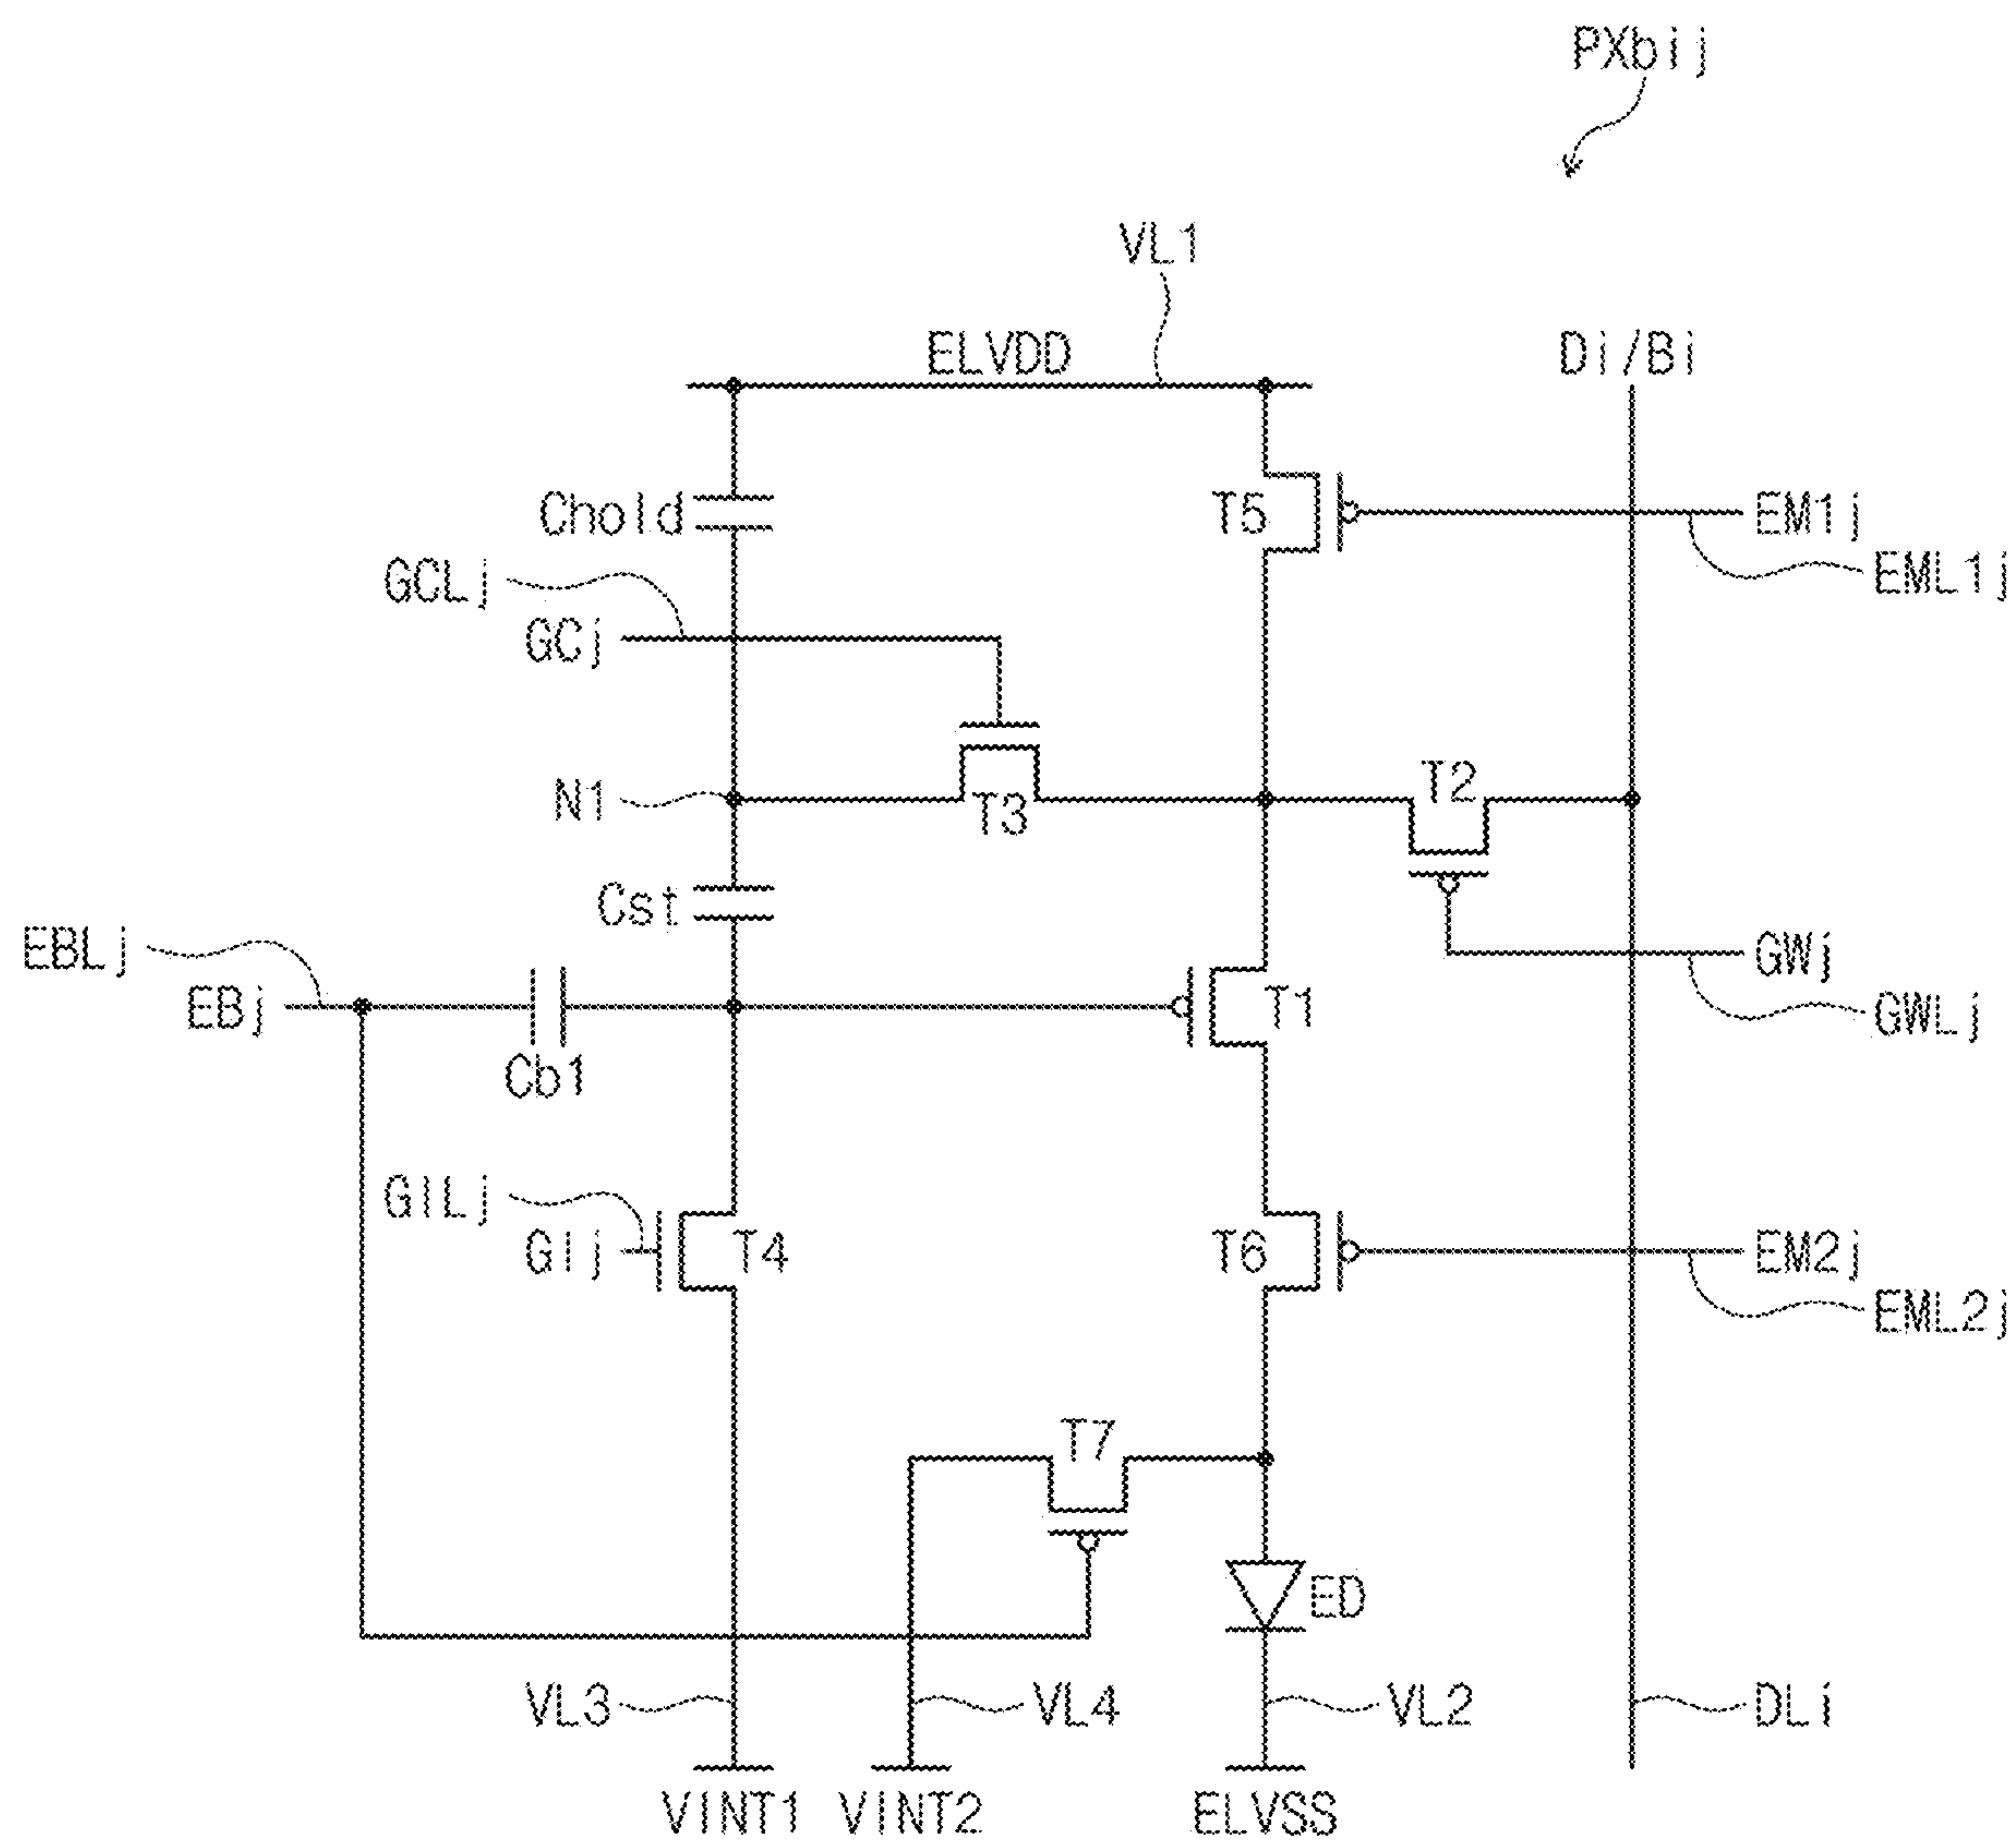 PXbij
VL1
ELVDD
Di/Bi
Chold
T5
EM1j
EML1j
GCLj
GCj
N1
T3
T2
Cst
EBLj
EBj
Cb1
T1
GWj
GWLj
GILj
GIj
T4
T6
EM2j
EML2j
T7
ED
VL3
VL4
VL2
DLi
VINT1
VINT2
ELVSS